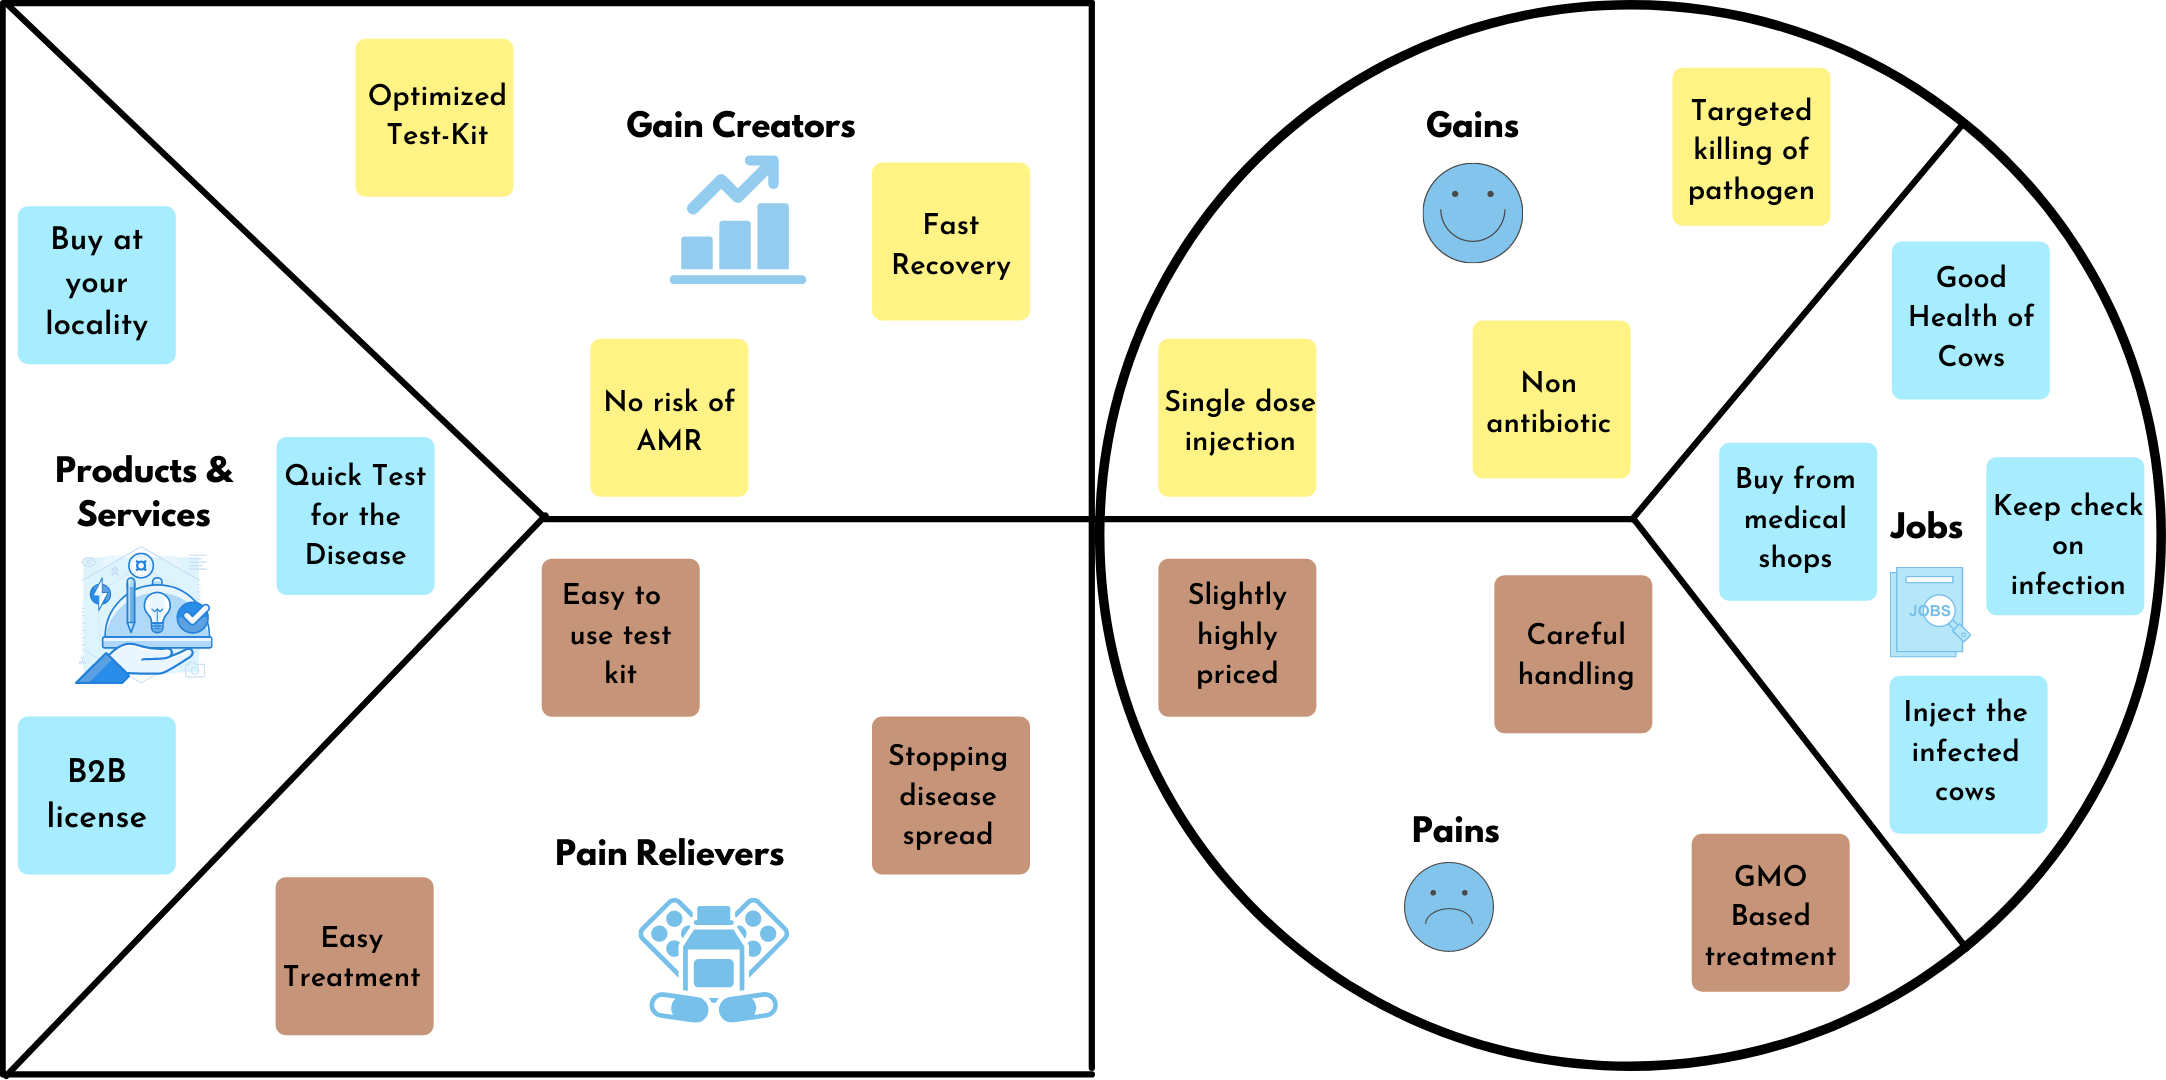 Optimized
Test-Kit
Gain Creators
Fast
Recovery
No risk of
AMR
Buy at
your
locality
Products &
Services
Quick Test
for the
Disease
B2B
license
Easy to
use test
kit
Stopping
disease
spread
Pain Relievers
Easy
Treatment
Gains
Targeted
killing of
pathogen
Single dose
injection
Non
antibiotic
Good
Health of
Cows
Buy from
medical
shops
Jobs
JOBS
Keep check
on
infection
Inject the
infected
cows
Slightly
highly
priced
Careful
handling
Pains
GMO
Based
treatment